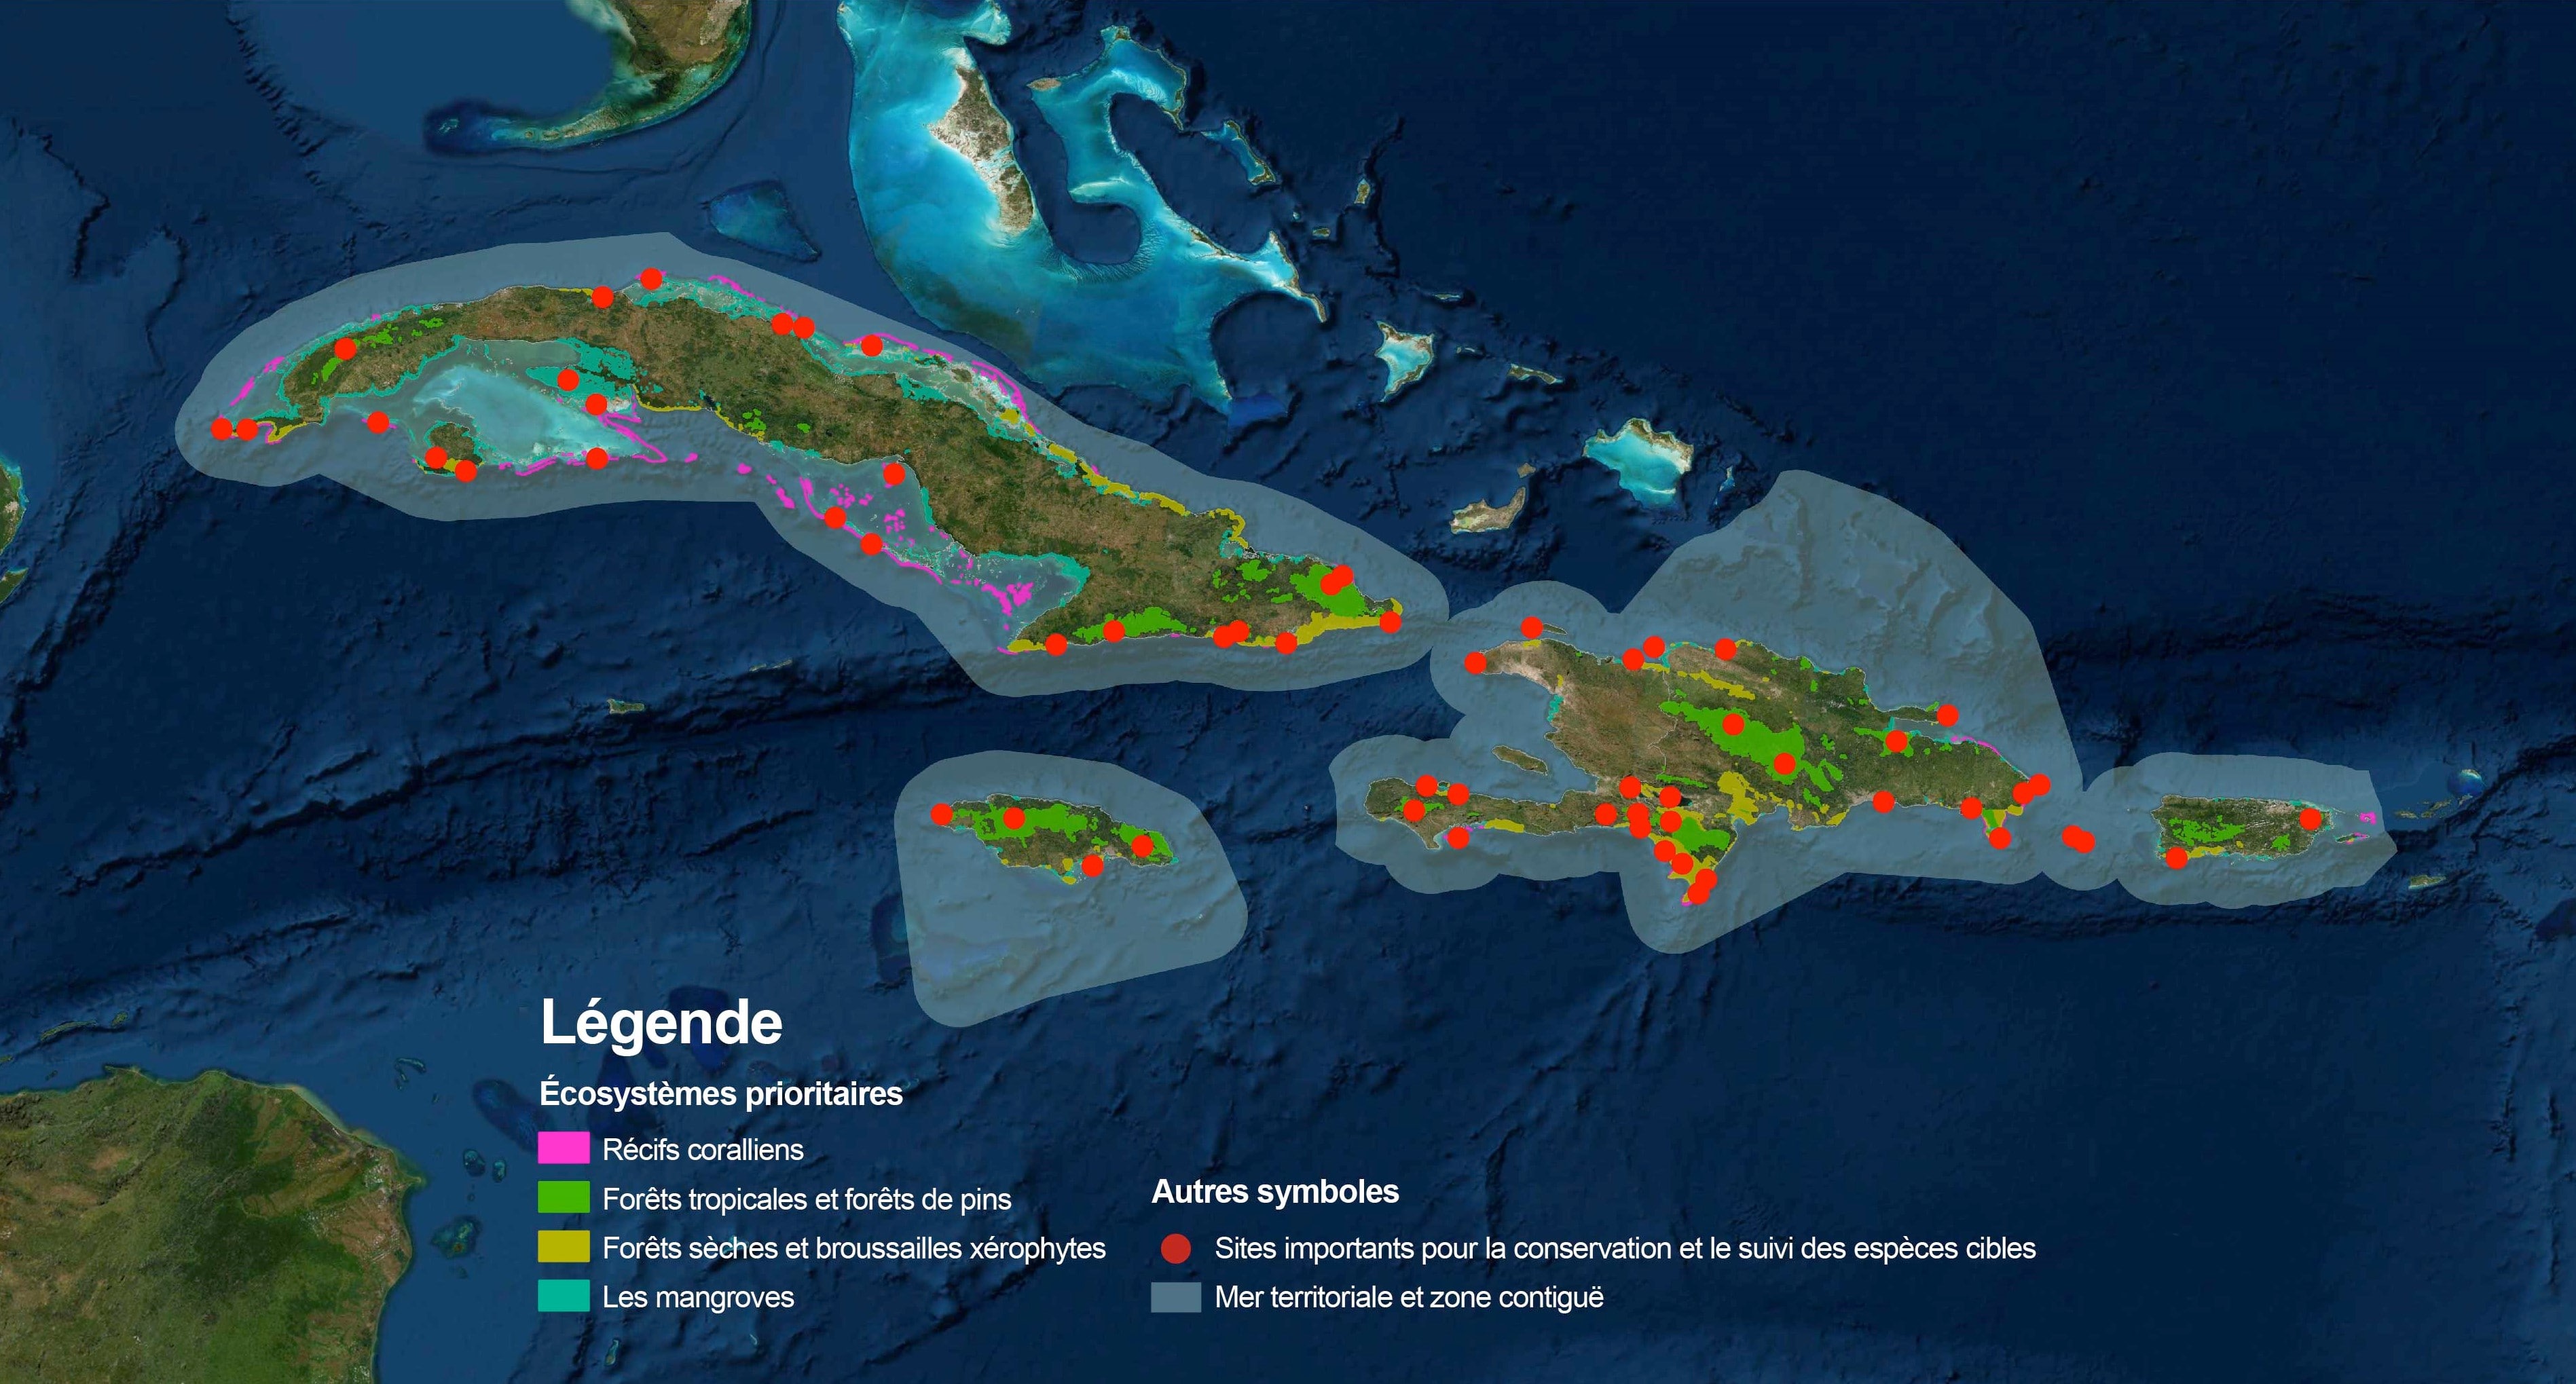 Légende
Écosystèmes prioritaires
Récifs coralliens
Forêts tropicales et forêts de pins
Forêts sèches et broussailles xérophytes
Les mangroves
Autres symboles
Sites importants pour la conservation et le suivi des espèces cibles
Mer territoriale et zone contiguë